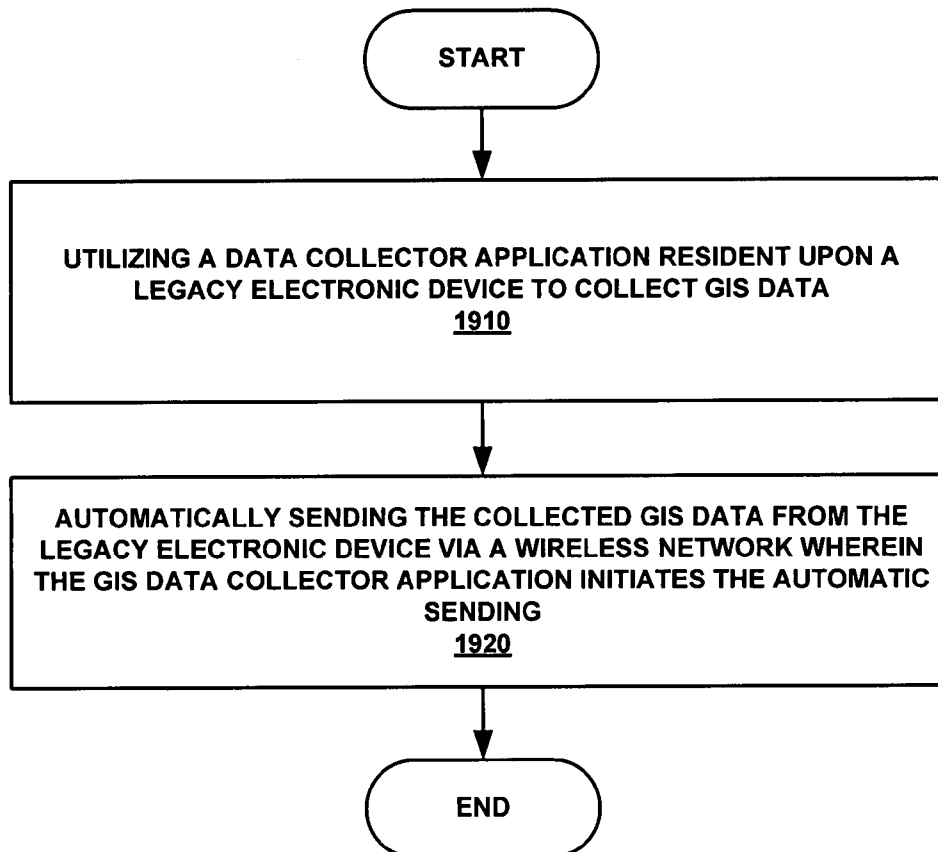 START
UTILIZING A DATA COLLECTOR APPLICATION RESIDENT UPON A
LEGACY ELECTRONIC DEVICE TO COLLECT GIS DATA
1910
AUTOMATICALLY SENDING THE COLLECTED GIS DATA FROM THE
LEGACY ELECTRONIC DEVICE VIA A WIRELESS NETWORK WHEREIN
THE GIS DATA COLLECTOR APPLICATION INITIATES THE AUTOMATIC
SENDING
1920
END